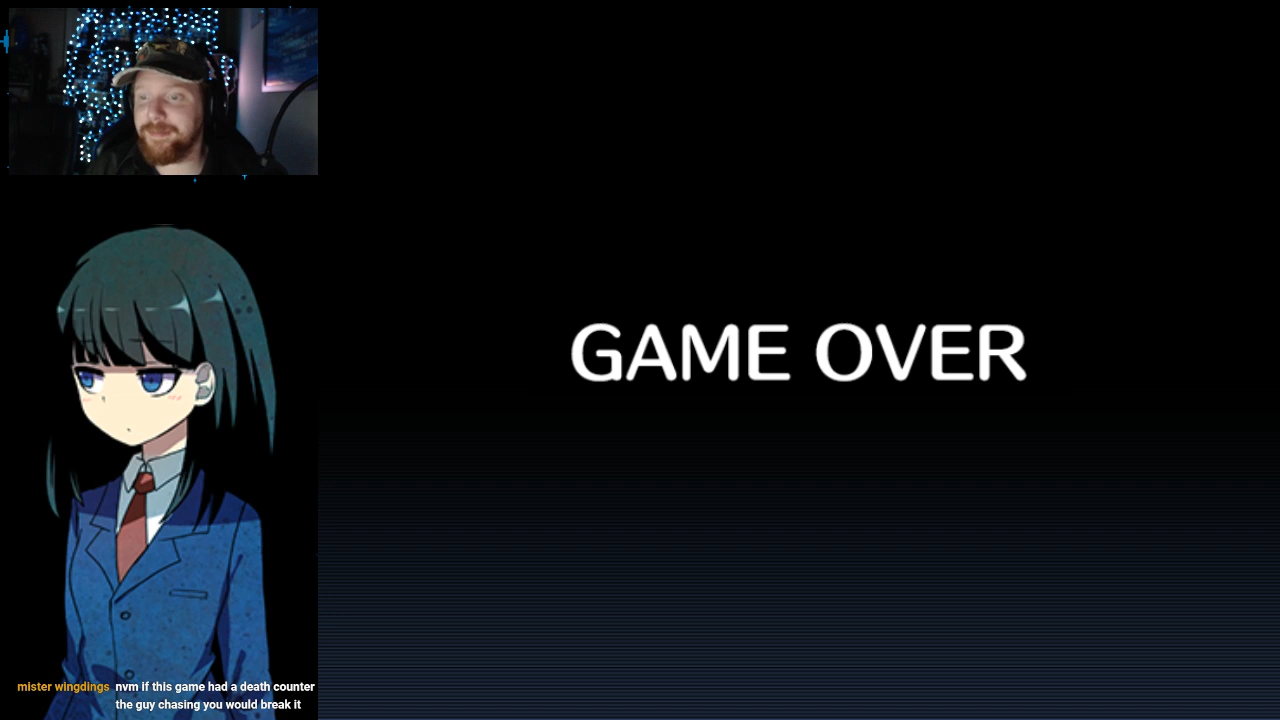 GAME OVER
mister wingdings nvm if this game had a death counter
the guy chasing you would break it